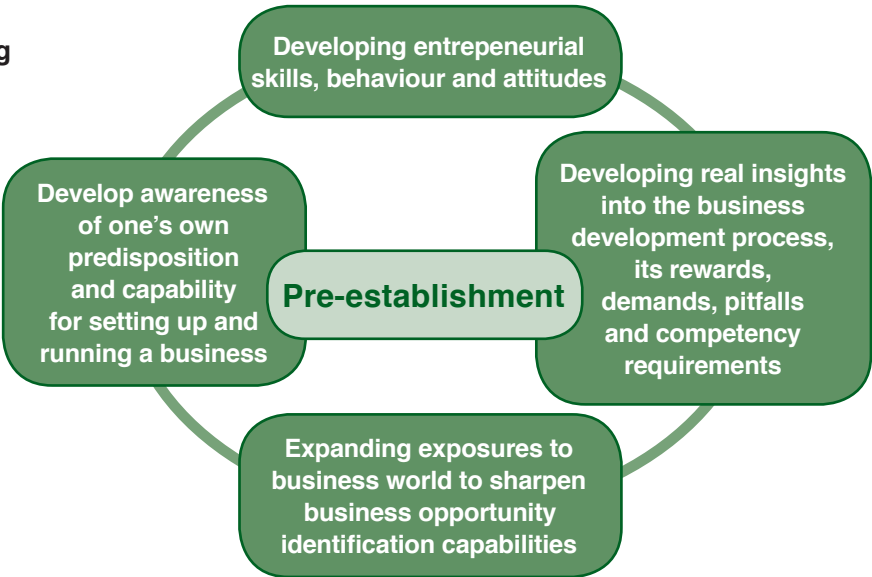 g
Developing entrepeneurial
skills, behaviour and attitudes
Develop awareness
of one's own
predisposition
and capability
for setting up and
running a business
Pre-establishment
Developing real insights
into the business
development process,
its rewards,
demands, pitfalls
and competency
requirements
Expanding exposures to
business world to sharpen
business opportunity
identification capabilities